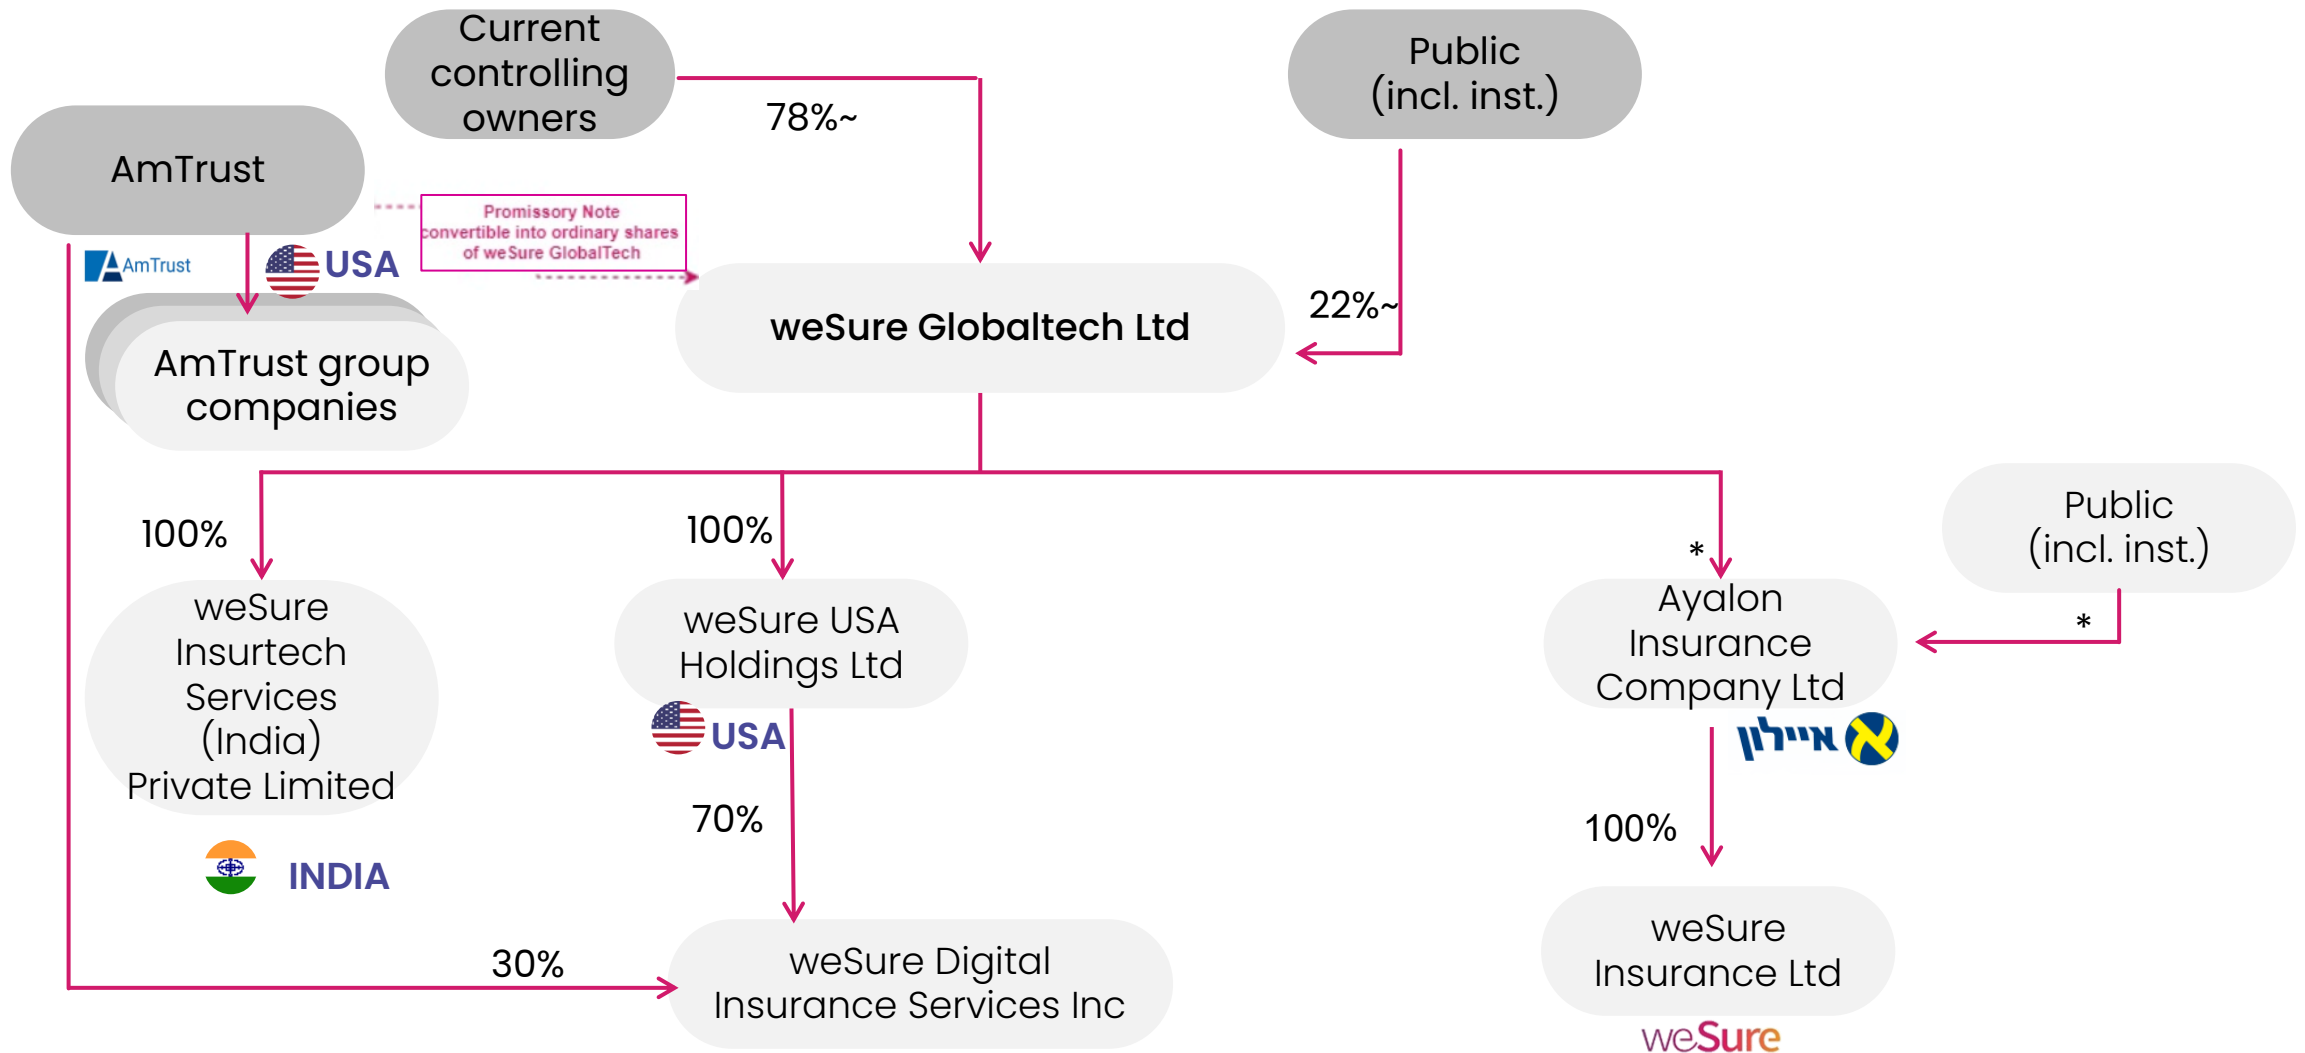 Current
controlling
owners
Public
(incl. inst.)
78%~
AmTrust
Promissory Note
convertible into ordinary shares
of weSure GlobalTech
AmTrust
USA
22%~
weSure Globaltech Ltd
AmTrust group
companies
100%
100%
*
Public
(incl. inst.)
*
weSure
Insurtech
Services
(India)
Private Limited
weSure USA
Holdings Ltd
Ayalon
Insurance
Company Ltd
USA
איילון
70%
100%
INDIA
30%
weSure Digital
Insurance Services Inc
weSure
Insurance Ltd
weSure